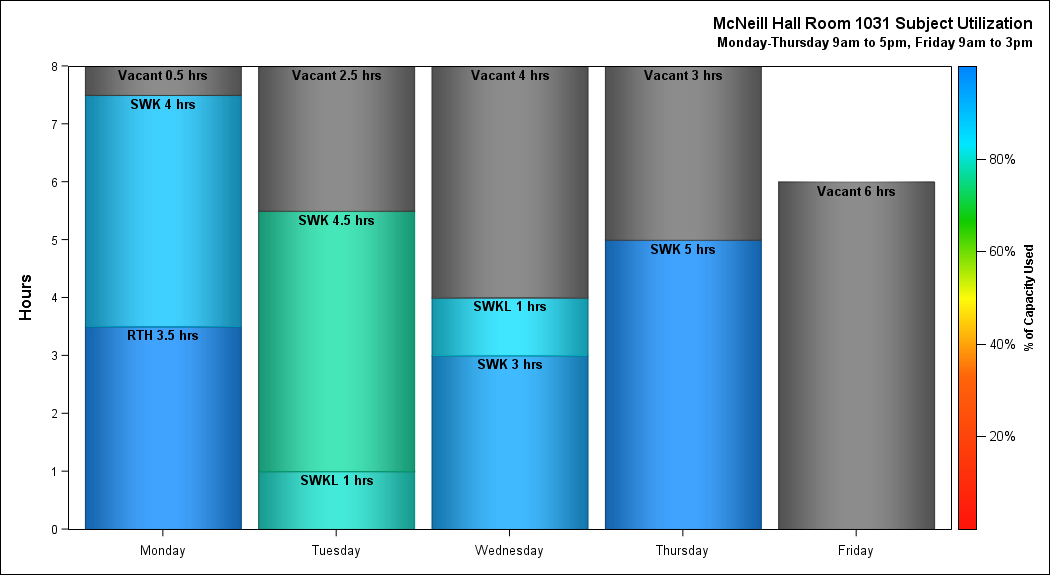 McNeill Hall Room 1031 Subject Utilization
Monday-Thursday 9am to 5pm, Friday 9am to 3pm
Hours
8
7
6
5
4
3
2
1
0
Vacant 0.5 hrs
SWK 4 hrs
RTH 3.5 hrs
Vacant 2.5 hrs
SWK 4.5 hrs
SWKL 1 hrs
Vacant 4 hrs
SWKL 1 hrs
SWK 3 hrs
Vacant 3 hrs
SWK 5 hrs
Vacant 6 hrs
Monday
Tuesday
Wednesday
Thursday
Friday
80%
60%
40%
20%
% of Capacity Used